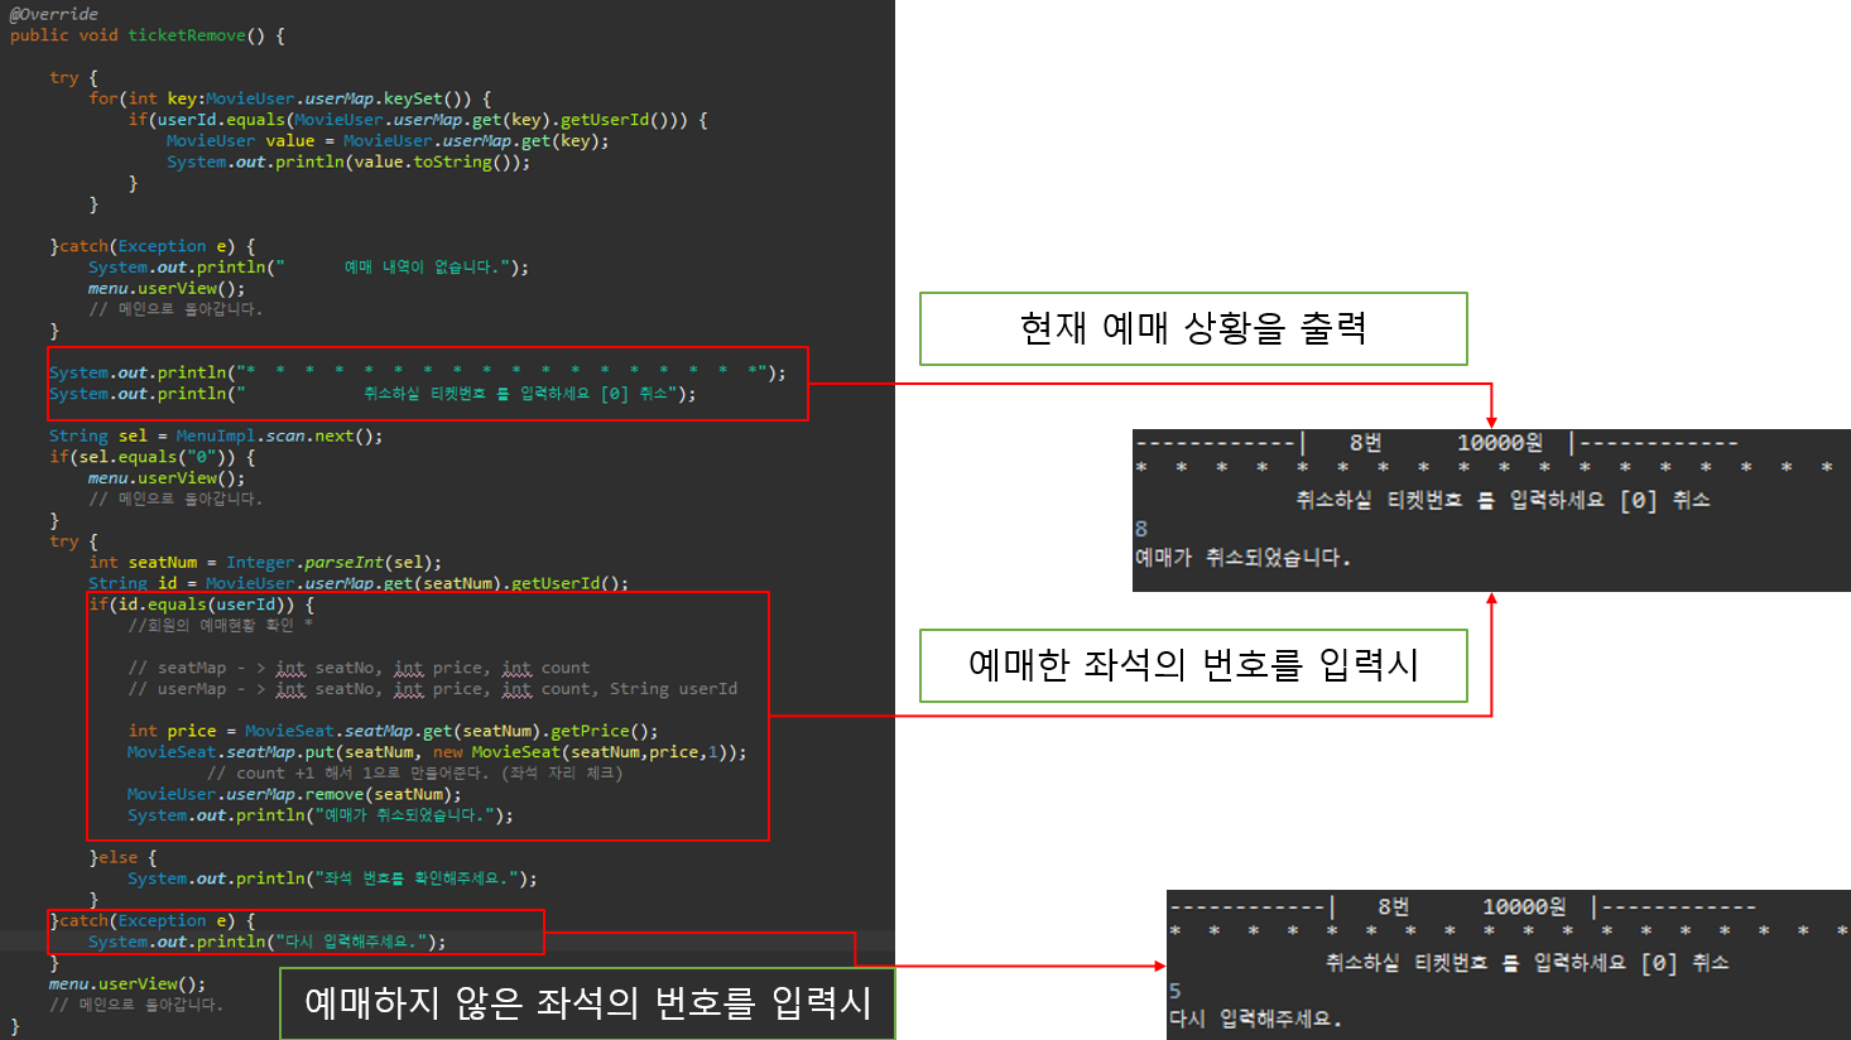 @Override
public void ticketRemove() {
try {
for(int key:MovieUser.userMap.keySet()) {
if(userId.equals(MovieUser.userMap.get(key).getUserId())) {
MovieUser value = MovieUser.userMap.get(key);
System.out.println(value.toString());
}
}
}catch(Exception e) {
System.out.println("      예매 내역이 없습니다.");
menu.userView();
// 메인으로 돌아갑니다.
}
System.out.println("* * * * * * * * * * * * * * * * * *");
System.out.println("            취소하실 티켓번호 를 입력하세요 [0] 취소");
String sel = MenuImpl.scan.next();
if(sel.equals("0")) {
menu.userView();
// 메인으로 돌아갑니다.
}
try {
int seatNum = Integer.parseInt(sel);
String id = MovieUser.userMap.get(seatNum).getUserId();
if(id.equals(userId)) {
//회원의 예매현황 확인 *
// seatMap - > int seatNo, int price, int count
// userMap - > int seatNo, int price, int count, String userId
int price = MovieSeat.seatMap.get(seatNum).getPrice();
MovieSeat.seatMap.put(seatNum, new MovieSeat(seatNum,price,1));
// count +1 해서 1으로 만들어준다. (좌석 자리 체크)
MovieUser.userMap.remove(seatNum);
System.out.println("예매가 취소되었습니다.");
}else {
System.out.println("좌석 번호를 확인해주세요.");
}
}catch(Exception e) {
System.out.println("다시 입력해주세요.");
}
menu.userView();
// 메인으로 돌아갑니다.
}
예매하지 않은 좌석의 번호를 입력시
현재 예매 상황을 출력
------------| 8번 10000원 |------------
* * * * * * * * * * * * * * * * * *
취소하실 티켓번호 를 입력하세요 [0] 취소
8
예매가 취소되었습니다.
예매한 좌석의 번호를 입력시
------------| 8번 10000원 |------------
* * * * * * * * * * * * * * * * * *
취소하실 티켓번호 를 입력하세요 [0] 취소
5
다시 입력해주세요.